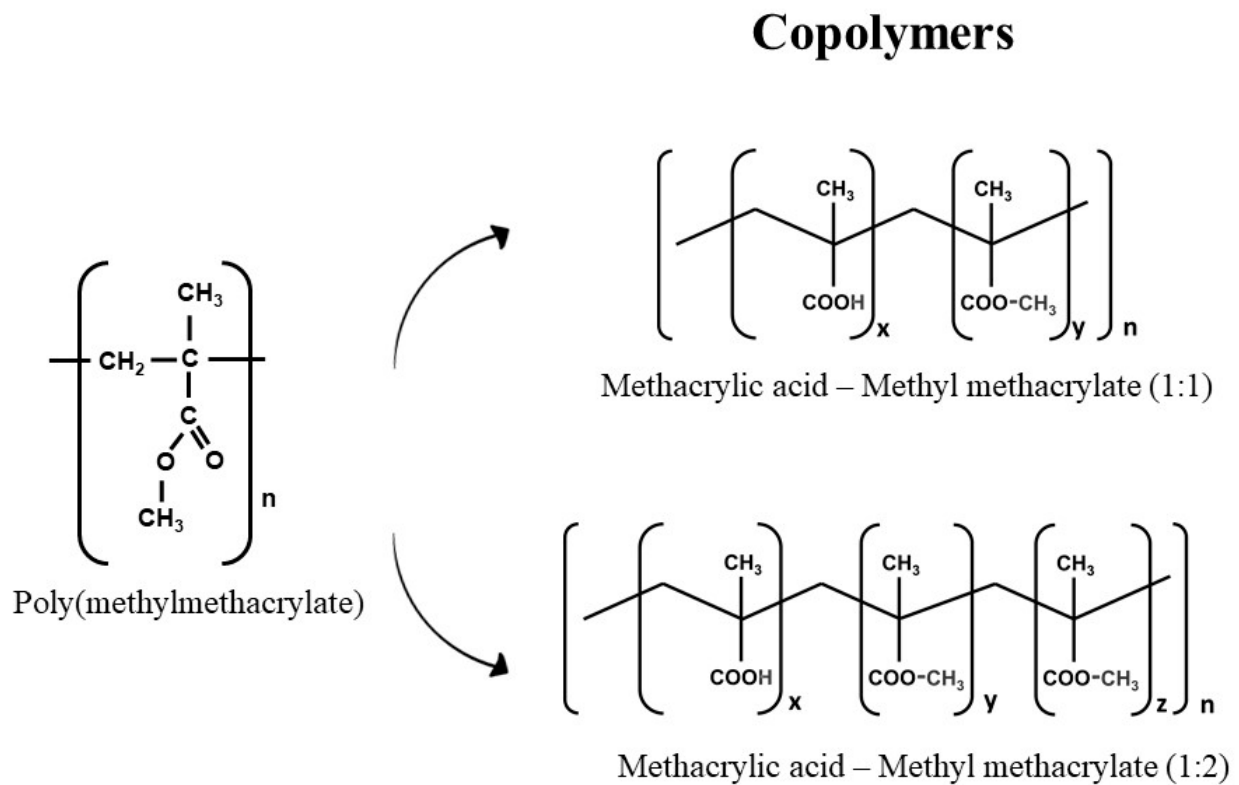 Copolymers
CH₃
CH₂
C
C
O
O
CH₃
n
Poly(methylmethacrylate)
CH₃
CH₃
COOH
COO-CH₃
x
y
n
Methacrylic acid – Methyl methacrylate (1:1)
CH₃
CH₃
CH₃
COOH
COO-CH₃
COO-CH₃
x
y
z
n
Methacrylic acid – Methyl methacrylate (1:2)